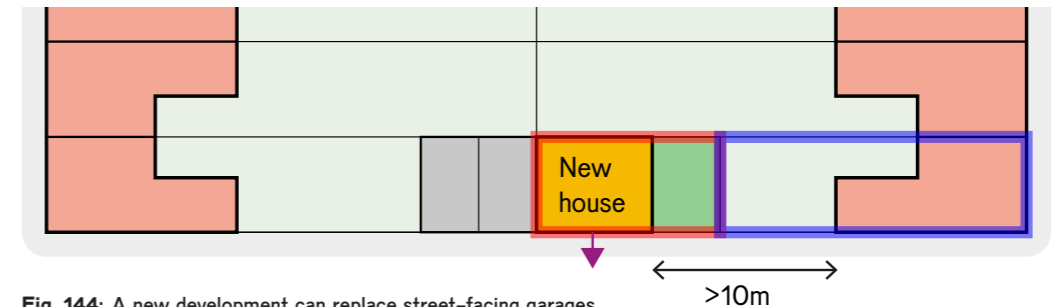 New
house
>10m
Fig. 144: A new development can replace street-facing garages